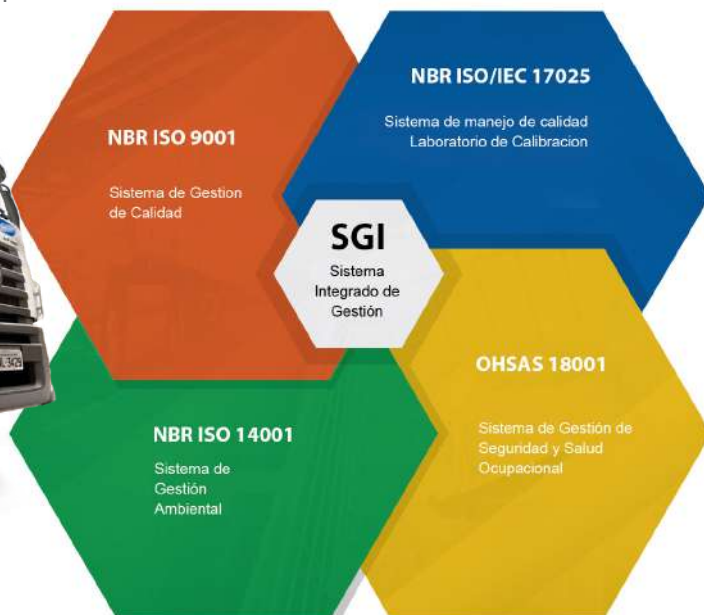 NBR ISO 9001
Sistema de Gestion
de Calidad
NBR ISO/IEC 17025
Sistema de manejo de calidad
Laboratorio de Calibracion
SGI
Sistema
Integrado de
Gestión
OHSAS 18001
Sistema de Gestión de
Seguridad y Salud
Ocupacional
NBR ISO 14001
Sistema de
Gestión
Ambiental